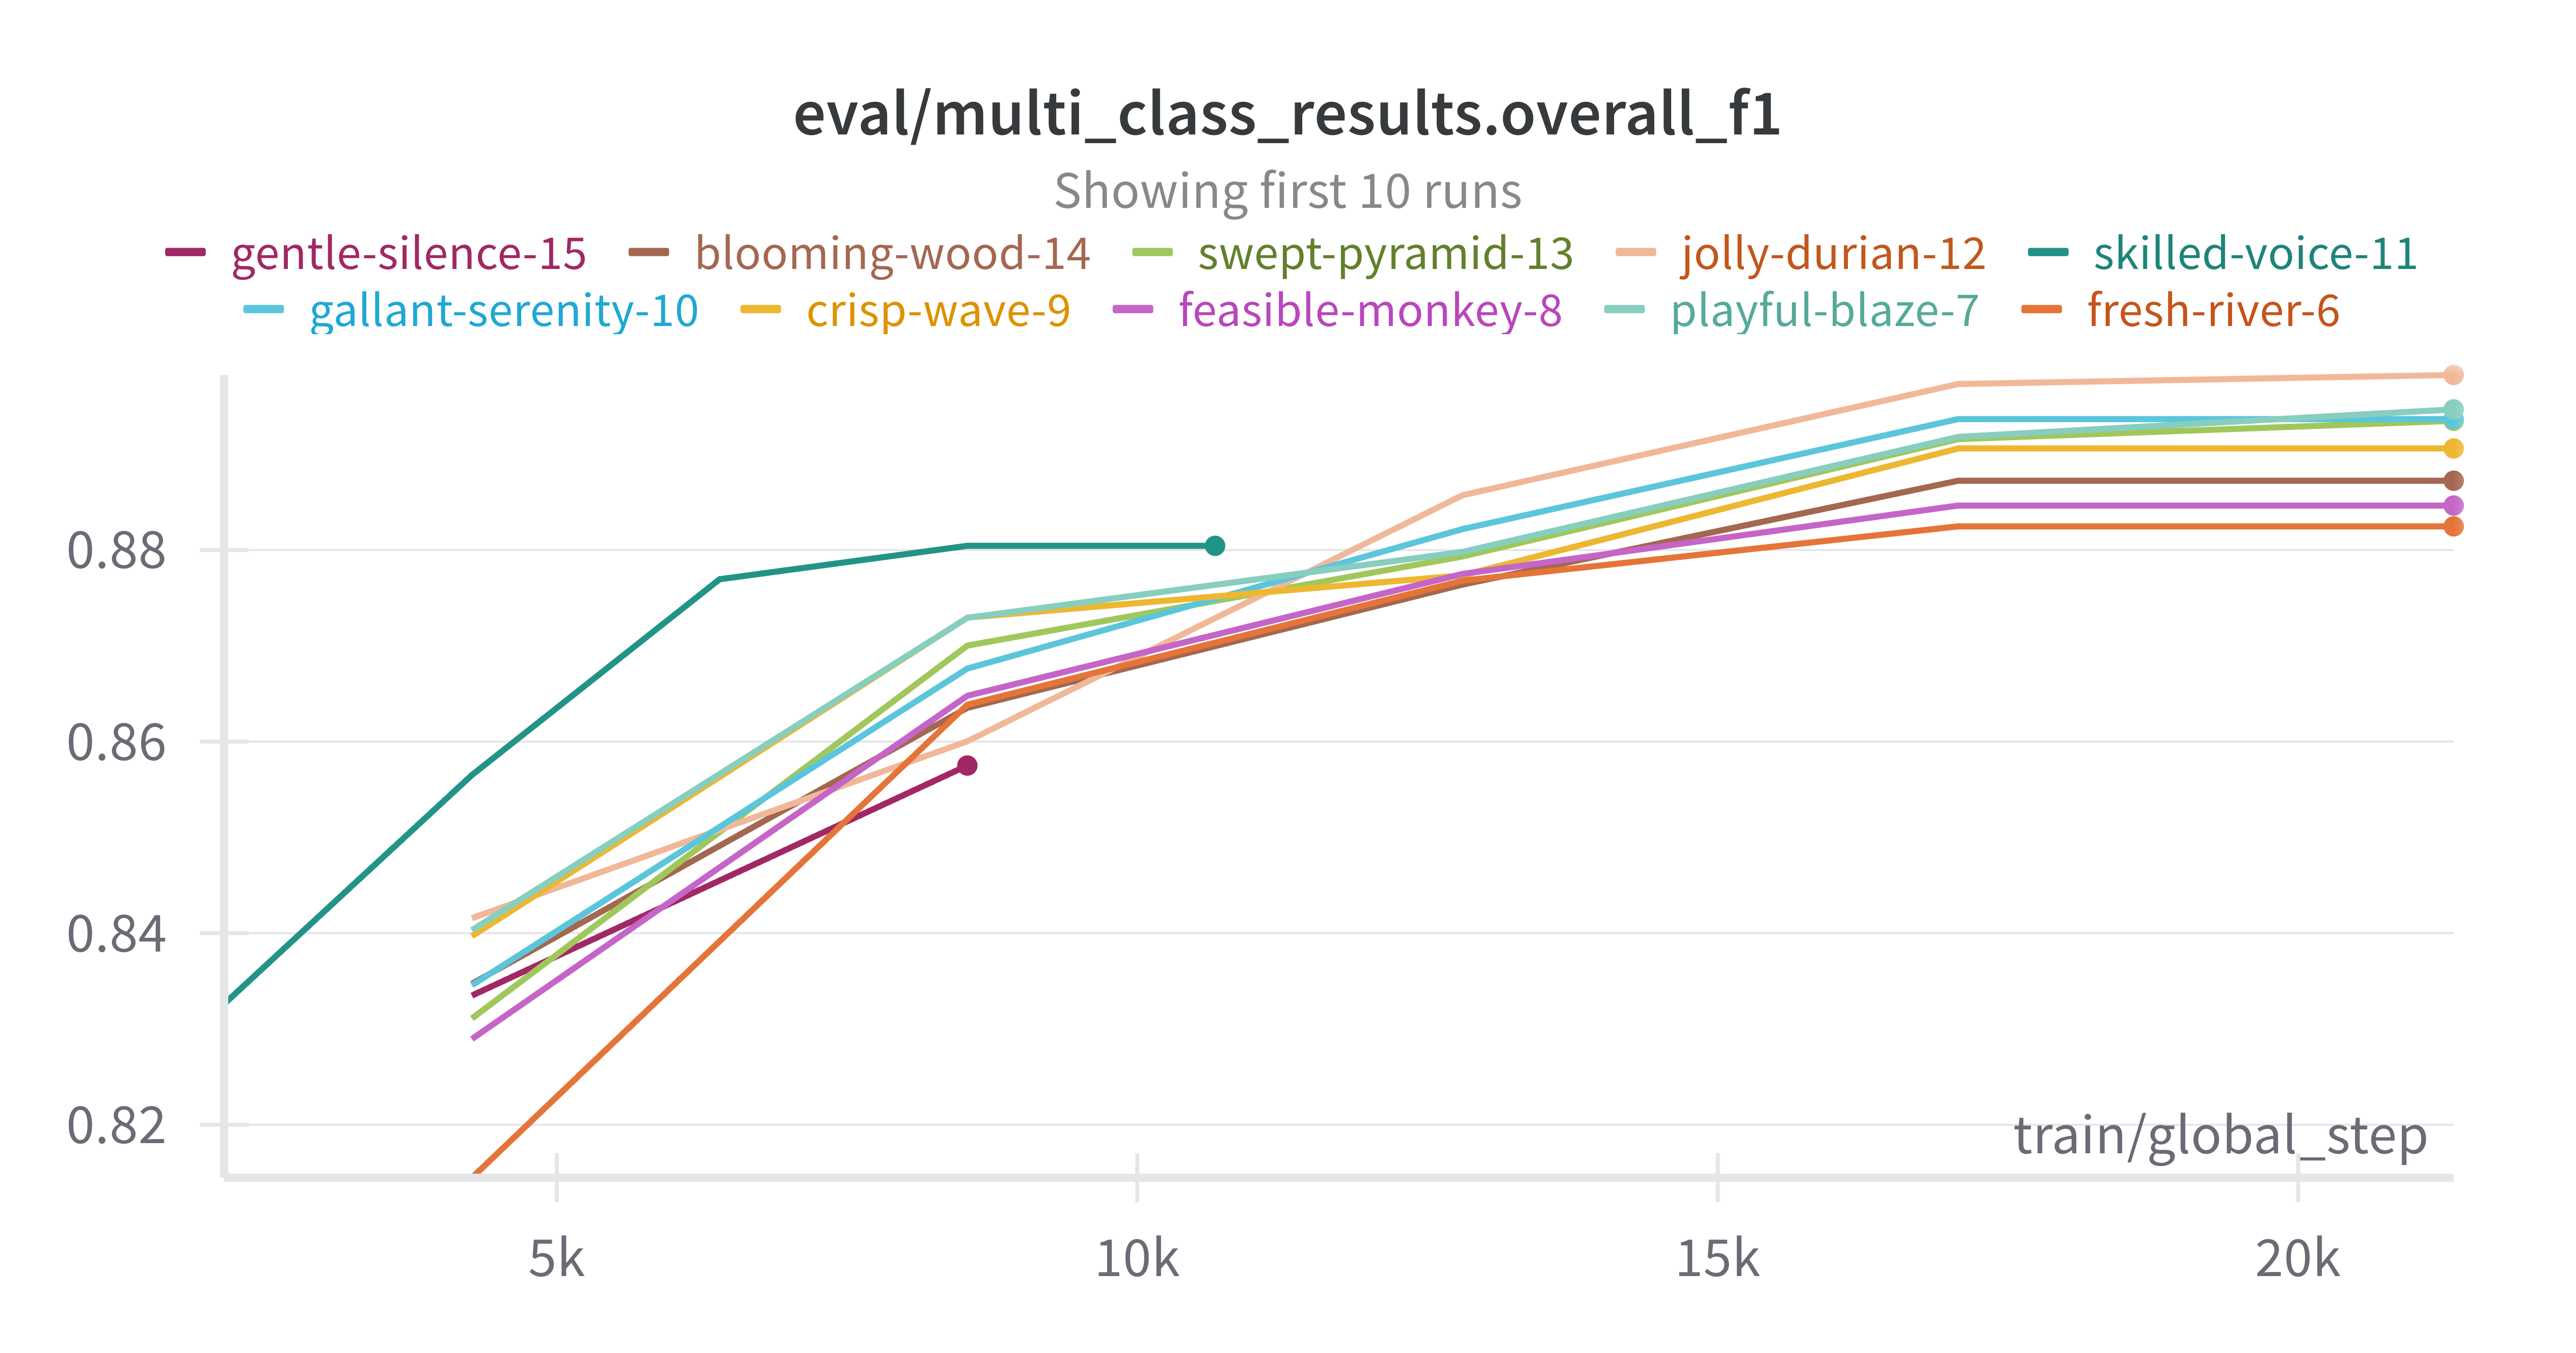 eval/multi_class_results.overall_f1
Showing first 10 runs
gentle-silence-15 blooming-wood-14 swept-pyramid-13 jolly-durian-12 skilled-voice-11
gallant-serenity-10 crisp-wave-9 feasible-monkey-8 playful-blaze-7 fresh-river-6
0.88
0.86
0.84
0.82
train/global_step
5k 10k 15k 20k